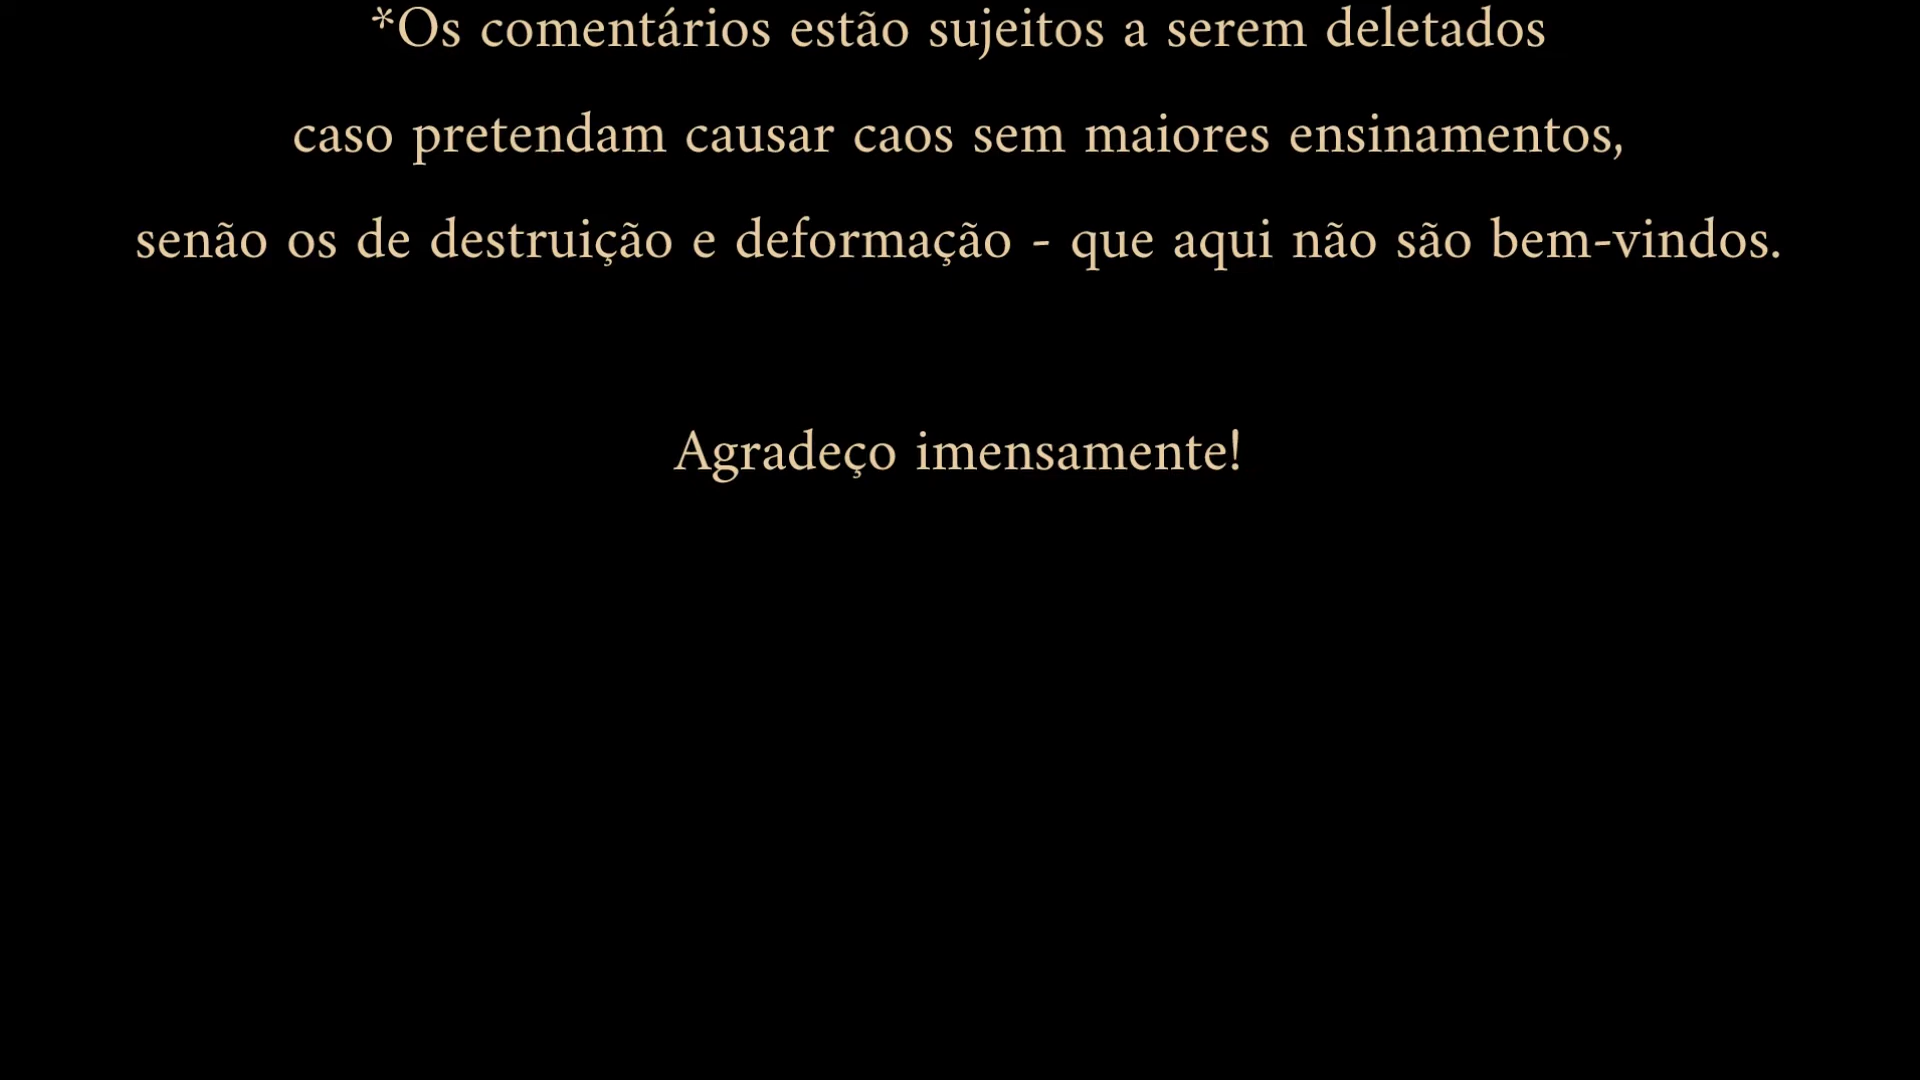 *Os comentários estão sujeitos a serem deletados
caso pretendam causar caos sem maiores ensinamentos,
senão os de destruição e deformação - que aqui não são bem-vindos.
Agradeço imensamente!